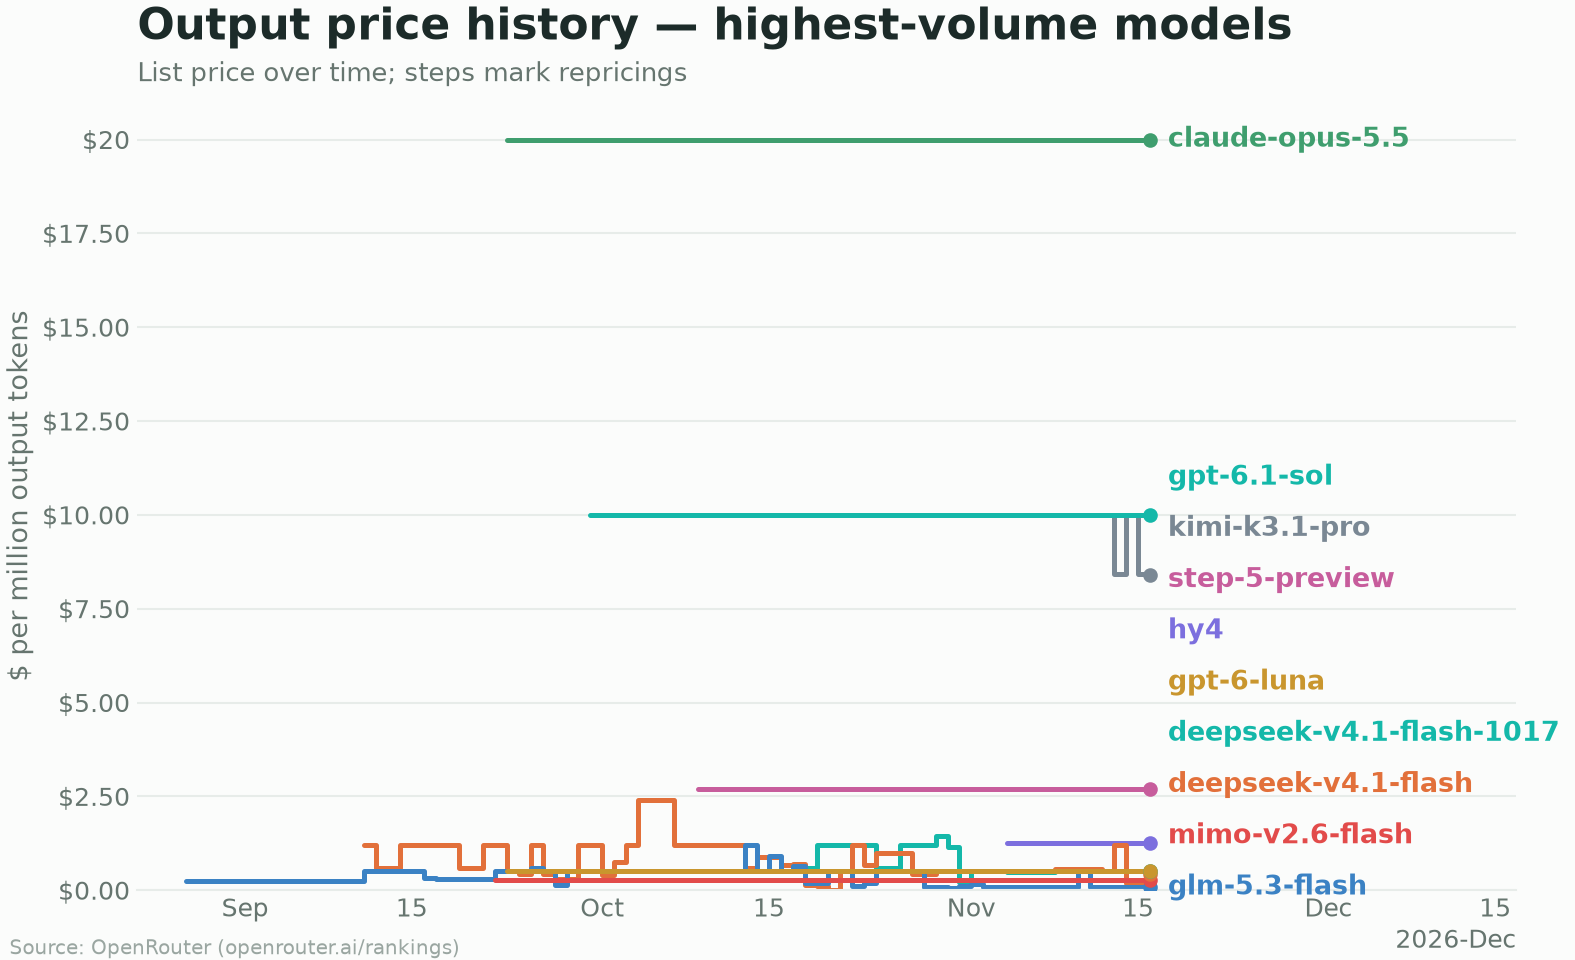 Output price history — highest-volume models
List price over time; steps mark repricings
$ per million output tokens
$20
$17.50
$15.00
$12.50
$10.00
$7.50
$5.00
$2.50
$0.00
claude-opus-5.5
gpt-6.1-sol
kimi-k3.1-pro
step-5-preview
hy4
gpt-6-luna
deepseek-v4.1-flash-1017
deepseek-v4.1-flash
mimo-v2.6-flash
glm-5.3-flash
Sep 15 Oct 15 Nov 15 Dec 15
2026-Dec
Source: OpenRouter (openrouter.ai/rankings)